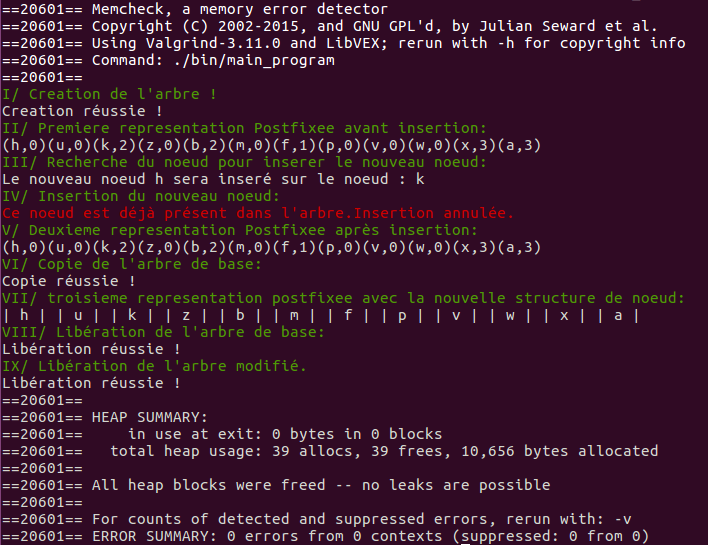 ==20601== Memcheck, a memory error detector
==20601== Copyright (C) 2002-2015, and GNU GPL'd, by Julian Seward et al.
==20601== Using Valgrind-3.11.0 and LibVEX; rerun with -h for copyright info
==20601== Command: ./bin/main_program
==20601==
I/ Creation de l'arbre !
Creation réussie !
II/ Premiere representation Postfixee avant insertion:
(h,0)(u,0)(k,2)(z,0)(b,2)(m,0)(f,1)(p,0)(v,0)(w,0)(x,3)(a,3)
III/ Recherche du noeud pour inserer le nouveau noeud:
Le nouveau noeud h sera inseré sur le noeud : k
IV/ Insertion du nouveau noeud:
Ce noeud est déjà présent dans l'arbre.Insertion annulée.
V/ Deuxieme representation Postfixee après insertion:
(h,0)(u,0)(k,2)(z,0)(b,2)(m,0)(f,1)(p,0)(v,0)(w,0)(x,3)(a,3)
VI/ Copie de l'arbre de base:
Copie réussie !
VII/ troisieme representation postfixee avec la nouvelle structure de noeud:
| h | | u | | k | | z | | b | | m | | f | | p | | v | | w | | x | | a |
VIII/ Libération de l'arbre de base:
Libération réussie !
IX/ Libération de l'arbre modifié.
Libération réussie !
==20601==
==20601== HEAP SUMMARY:
==20601==     in use at exit: 0 bytes in 0 blocks
==20601==   total heap usage: 39 allocs, 39 frees, 10,656 bytes allocated
==20601==
==20601== All heap blocks were freed -- no leaks are possible
==20601==
==20601== For counts of detected and suppressed errors, rerun with: -v
==20601== ERROR SUMMARY: 0 errors from 0 contexts (suppressed: 0 from 0)